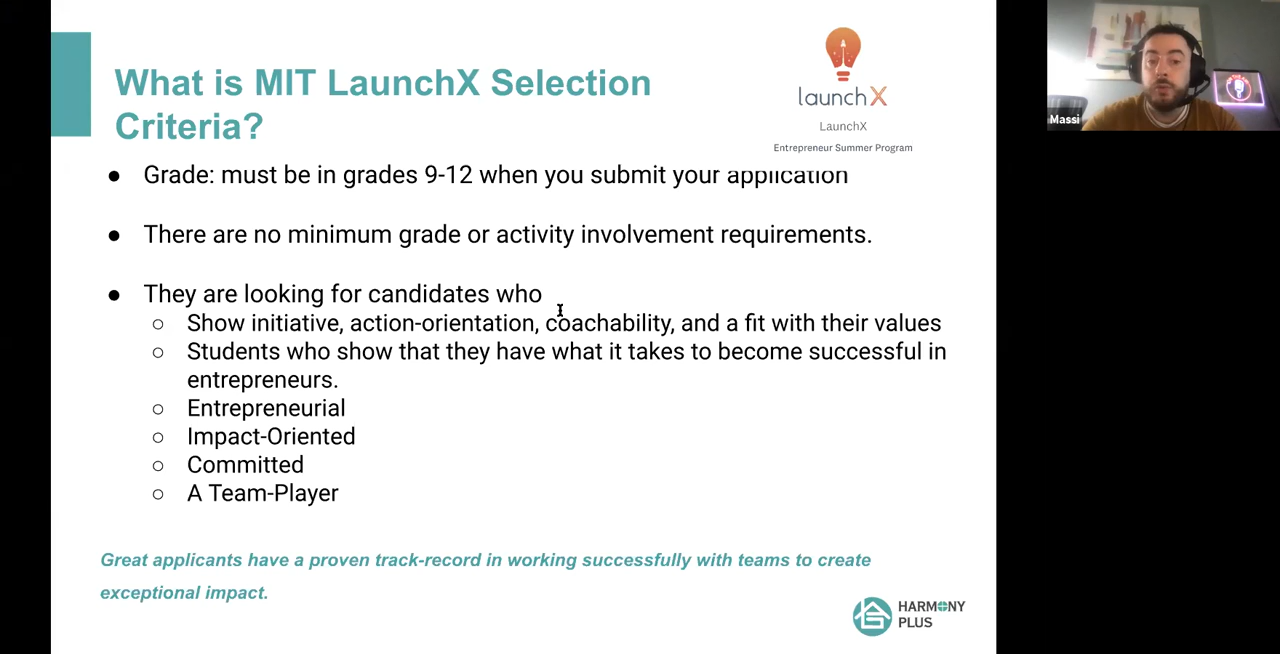 What is MIT LaunchX Selection
Criteria?
launchX
LaunchX
Entrepreneur Summer Program
Massi
● Grade: must be in grades 9-12 when you submit your application
● There are no minimum grade or activity involvement requirements.
● They are looking for candidates who
○ Show initiative, action-orientation, coachability, and a fit with their values
○ Students who show that they have what it takes to become successful in
entrepreneurs.
○ Entrepreneurial
○ Impact-Oriented
○ Committed
○ A Team-Player
Great applicants have a proven track-record in working successfully with teams to create
exceptional impact.
HARMONY
PLUS